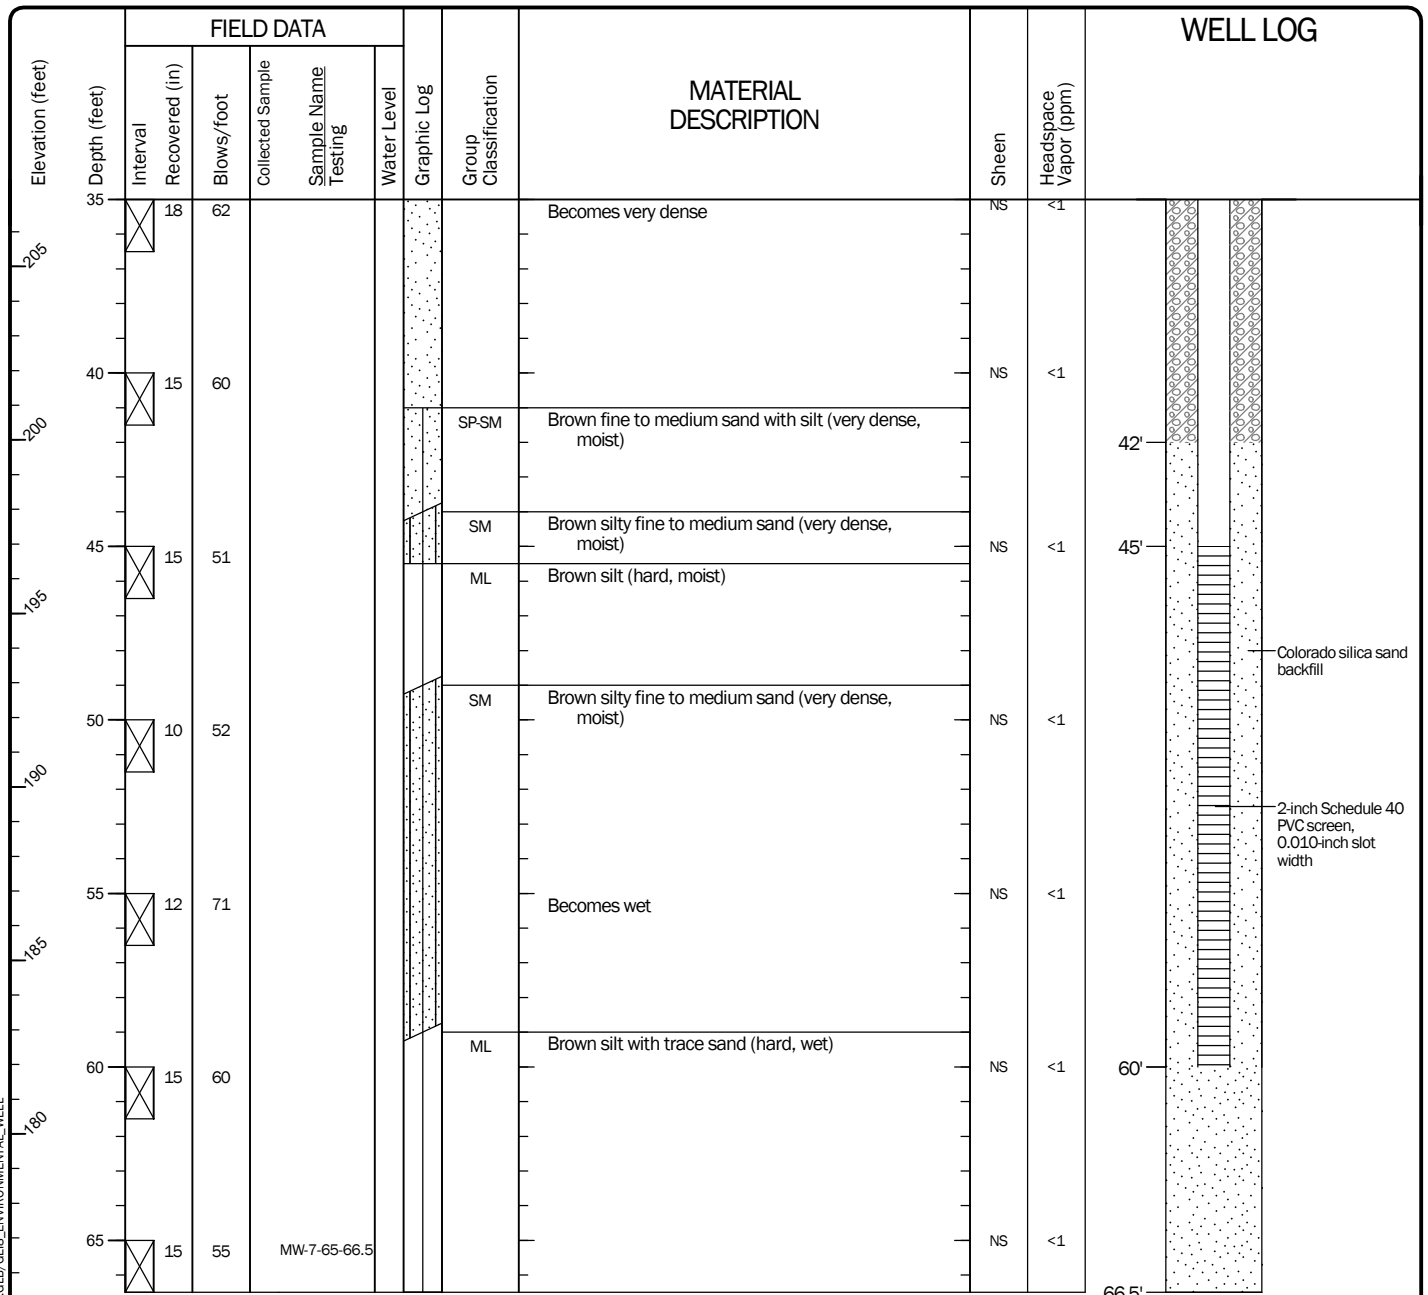 FIELD DATA
WELL LOG
Elevation (feet)
Depth (feet)
Interval
Recovered (in)
Blows/foot
Collected Sample
Sample Name
Testing
Water Level
Graphic Log
Group
Classification
MATERIAL
DESCRIPTION
Sheen
Headspace
Vapor (ppm)
35
18
62
Becomes very dense
NS
<1
205
40
15
60
NS
<1
200
SP-SM
Brown fine to medium sand with silt (very dense,
moist)
42'
SM
Brown silty fine to medium sand (very dense,
moist)
45
15
51
NS
<1
45'
ML
Brown silt (hard, moist)
195
Colorado silica sand
backfill
SM
Brown silty fine to medium sand (very dense,
moist)
50
10
52
NS
<1
190
2-inch Schedule 40
PVC screen,
0.010-inch slot
width
55
12
71
Becomes wet
NS
<1
185
ML
Brown silt with trace sand (hard, wet)
60
15
60
NS
<1
60'
180
65
15
55
MW-7-65-66.5
NS
<1
66.5'